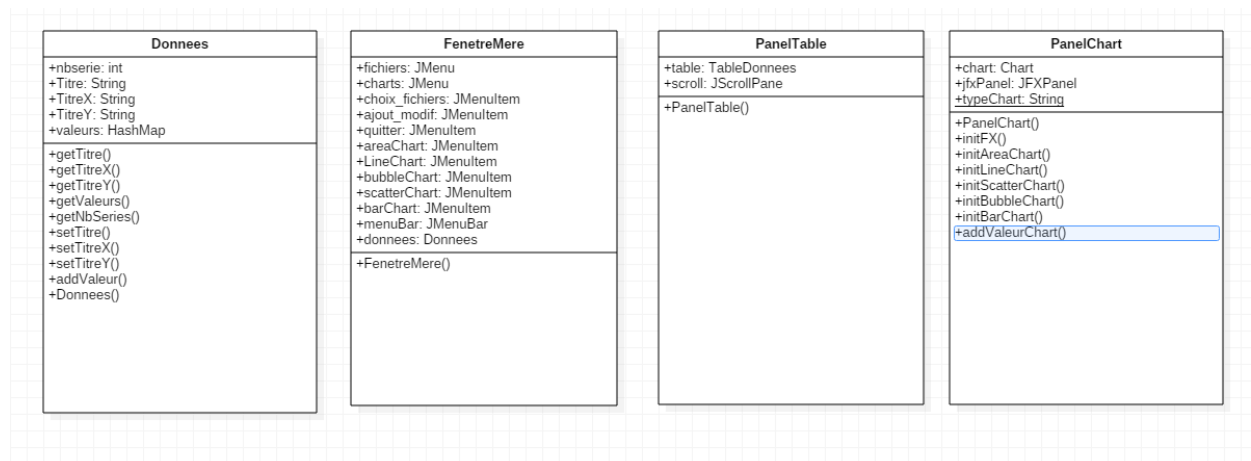 Donnees
+nbserie: int
+Titre: String
+TitreX: String
+TitreY: String
+valeurs: HashMap
+getTitre()
+getTitreX()
+getTitreY()
+getValeurs()
+getNbSeries()
+setTitre()
+setTitreX()
+setTitreY()
+addValeur()
+Donnees()
FenetreMere
+fichiers: JMenu
+charts: JMenu
+choix_fichiers: JMenuItem
+ajout_modif: JMenuItem
+quitter: JMenuItem
+areaChart: JMenuItem
+LineChart: JMenuItem
+bubbleChart: JMenuItem
+scatterChart: JMenuItem
+barChart: JMenuItem
+menuBar: JMenuBar
+donnees: Donnees
+FenetreMere()
PanelTable
+table: TableDonnees
+scroll: JScrollPane
+PanelTable()
PanelChart
+chart: Chart
+jfxPanel: JFXPanel
+typeChart: String
+PanelChart()
+initFX()
+initAreaChart()
+initLineChart()
+initScatterChart()
+initBubbleChart()
+initBarChart()
+addValeurChart()